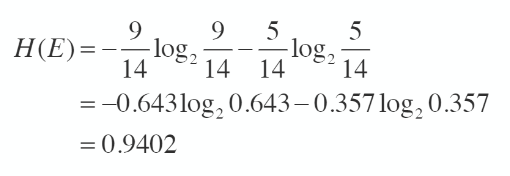 H(E) = -9/14 log₂ 9/14 - 5/14 log₂ 5/14
= -0.643 log₂ 0.643 - 0.357 log₂ 0.357
= 0.9402